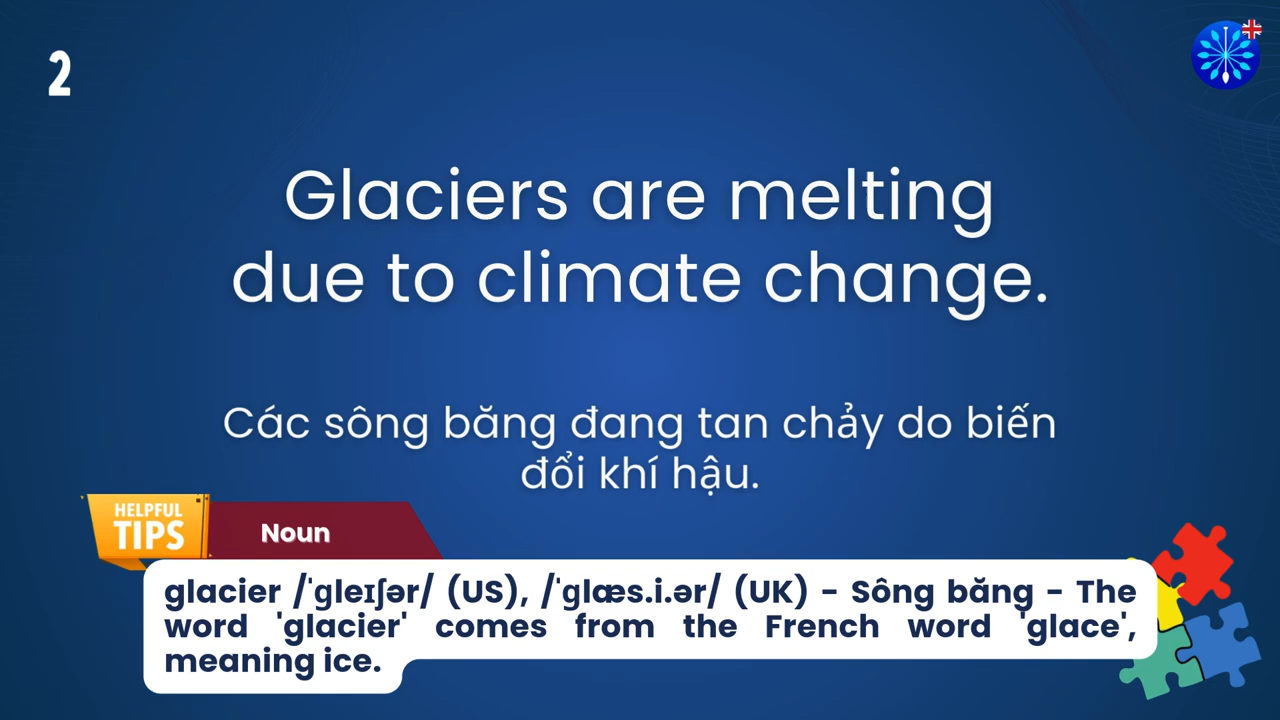 2
Glaciers are melting
due to climate change.
Các sông băng đang tan chảy do biến
đổi khí hậu.
HELPFUL
TIPS
Noun
glacier /ˈɡleɪʃər/ (US), /ˈɡlæs.i.ər/ (UK) - Sông băng - The
word 'glacier' comes from the French word 'glace',
meaning ice.